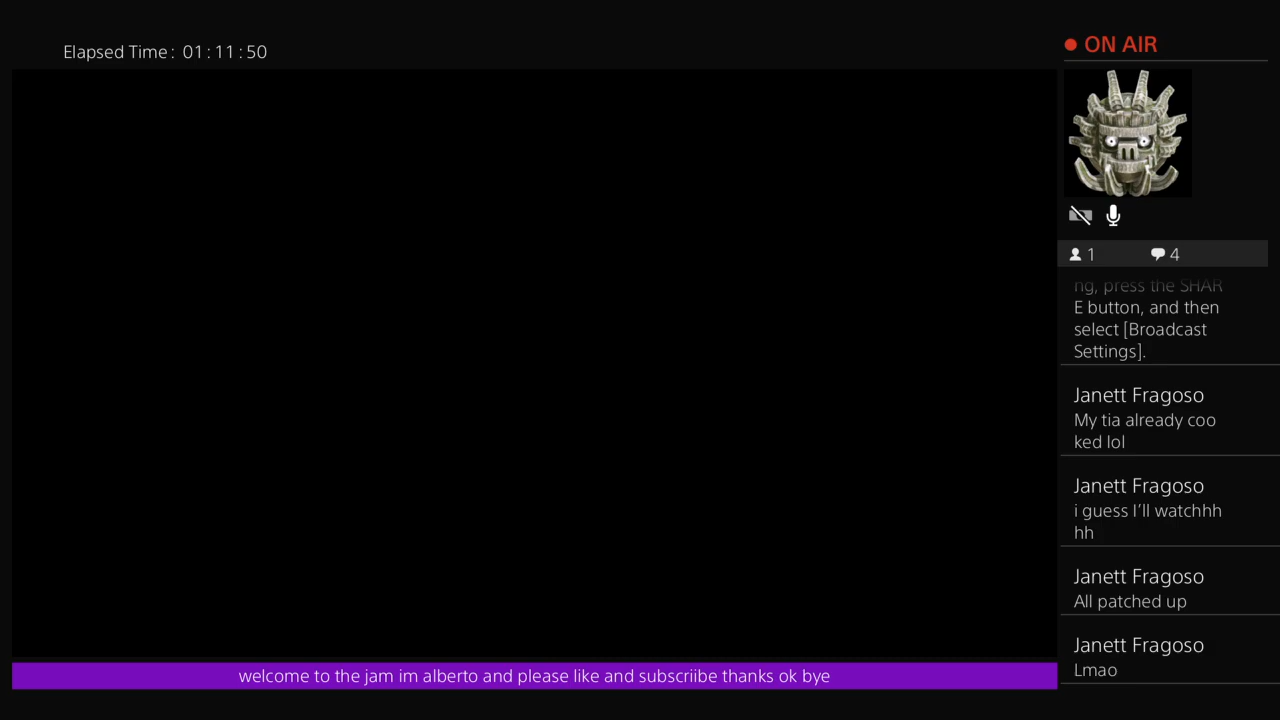 Elapsed Time: 01:11:50
ON AIR
1 4
ng, press the SHAR
E button, and then
select [Broadcast
Settings].
Janett Fragoso
My tia already coo
ked lol
Janett Fragoso
i guess I'll watchhh
hh
Janett Fragoso
All patched up
Janett Fragoso
Lmao
welcome to the jam im alberto and please like and subscriibe thanks ok bye